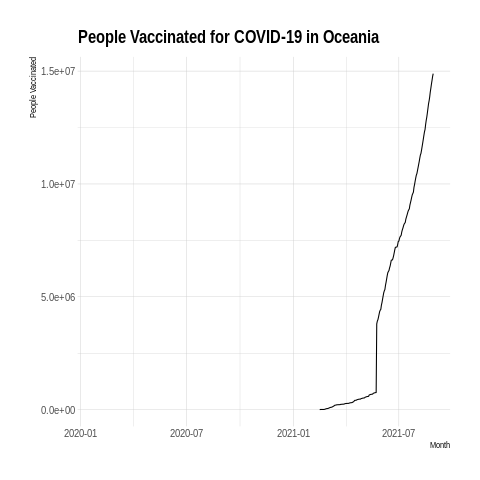 People Vaccinated for COVID-19 in Oceania
People Vaccinated
1.5e+07
1.0e+07
5.0e+06
0.0e+00
2020-01 2020-07 2021-01 2021-07
Month